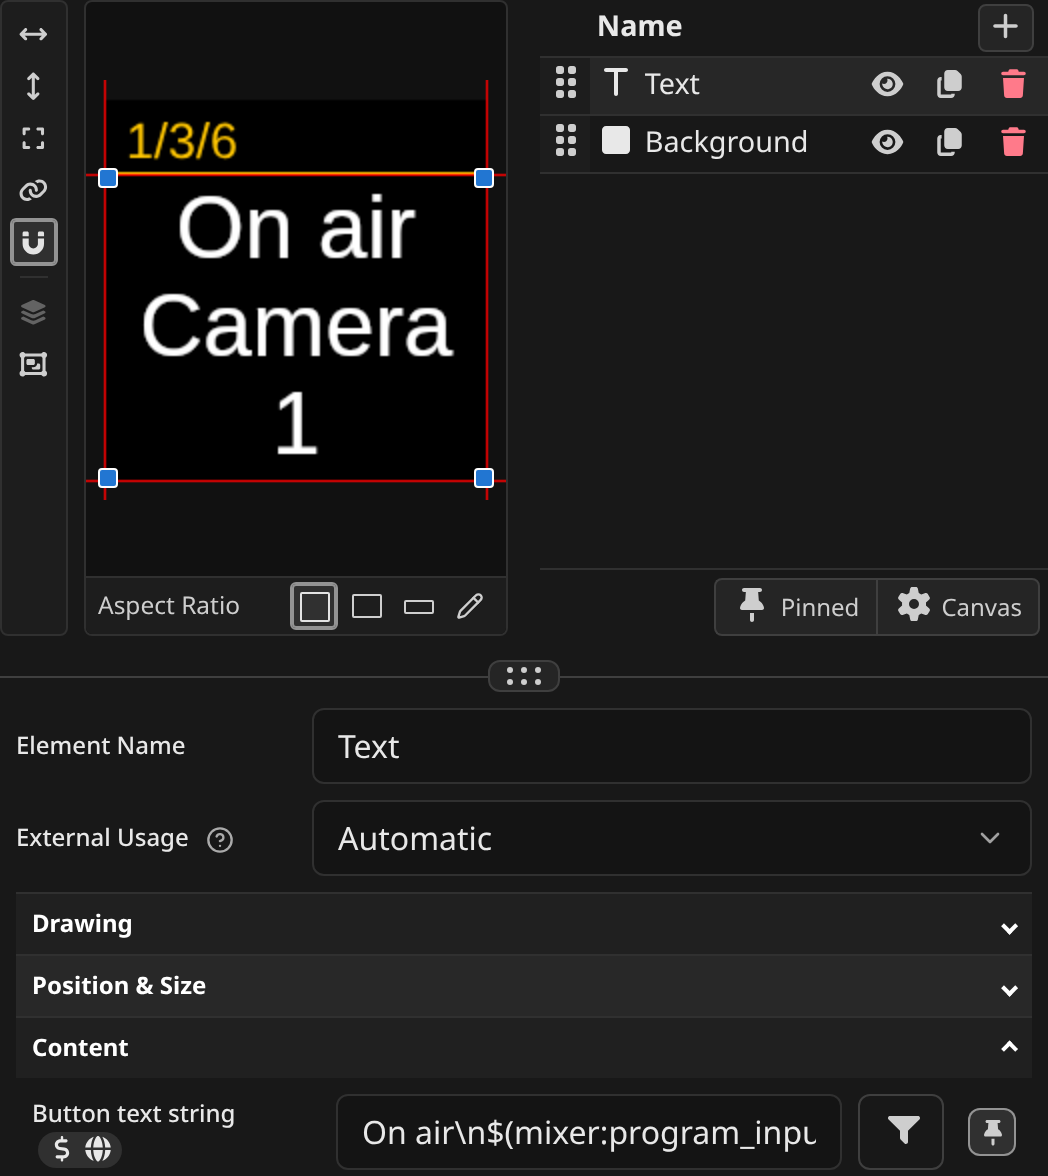 Name
Text
Background
1/3/6
On air
Camera
1
Aspect Ratio
Pinned
Canvas
Element Name
Text
External Usage
Automatic
Drawing
Position & Size
Content
Button text string
$
On air\n$(mixer:program_inpu